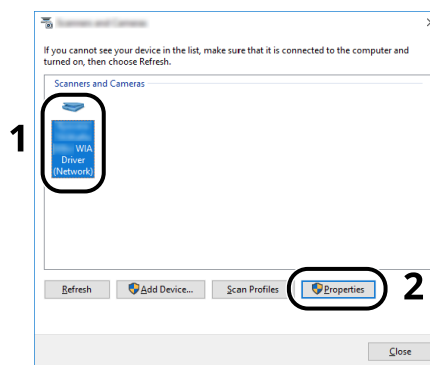 If you cannot see your device in the list, make sure that it is connected to the computer and
turned on, then choose Refresh.
Scanners and Cameras
1
WIA
Driver
(Network)
Refresh
Add Device...
Scan Profiles
Properties
2
Close